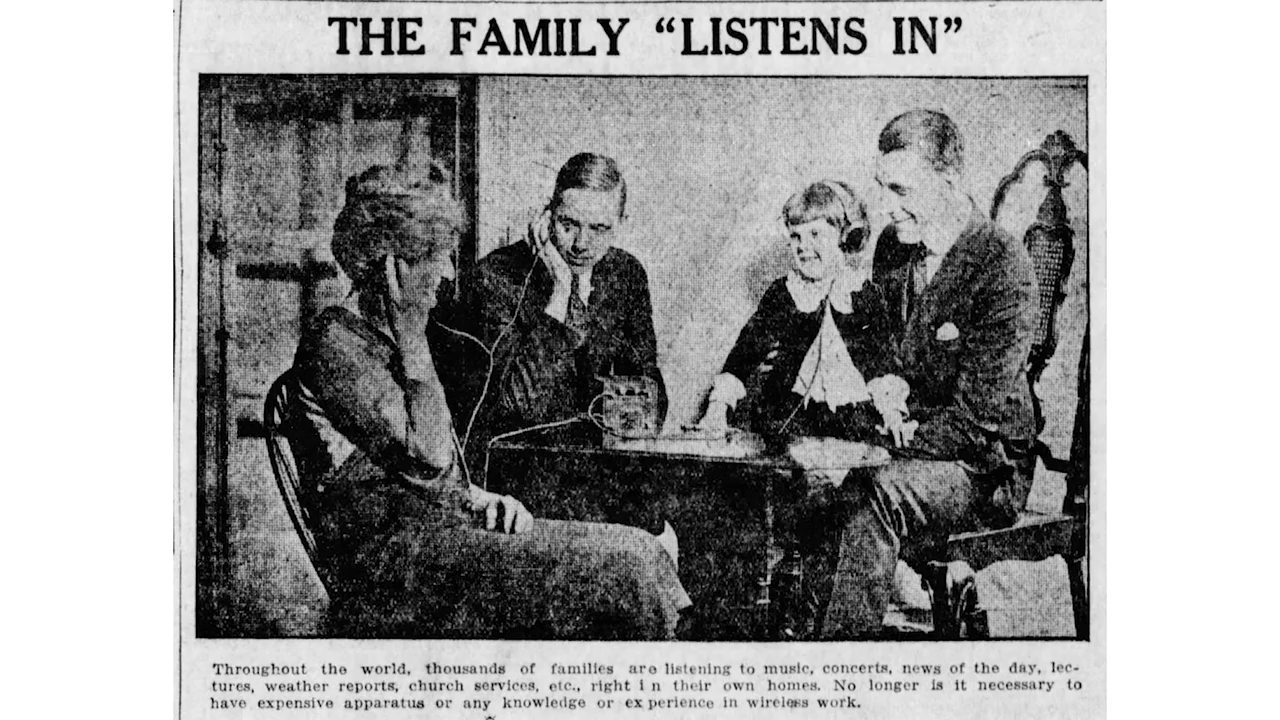 THE FAMILY “LISTENS IN”
Throughout the world, thousands of families are listening to music, concerts, news of the day, lec-
tures, weather reports, church services, etc., right i n their own homes. No longer is it necessary to
have expensive apparatus or any knowledge or ex perience in wireless work.